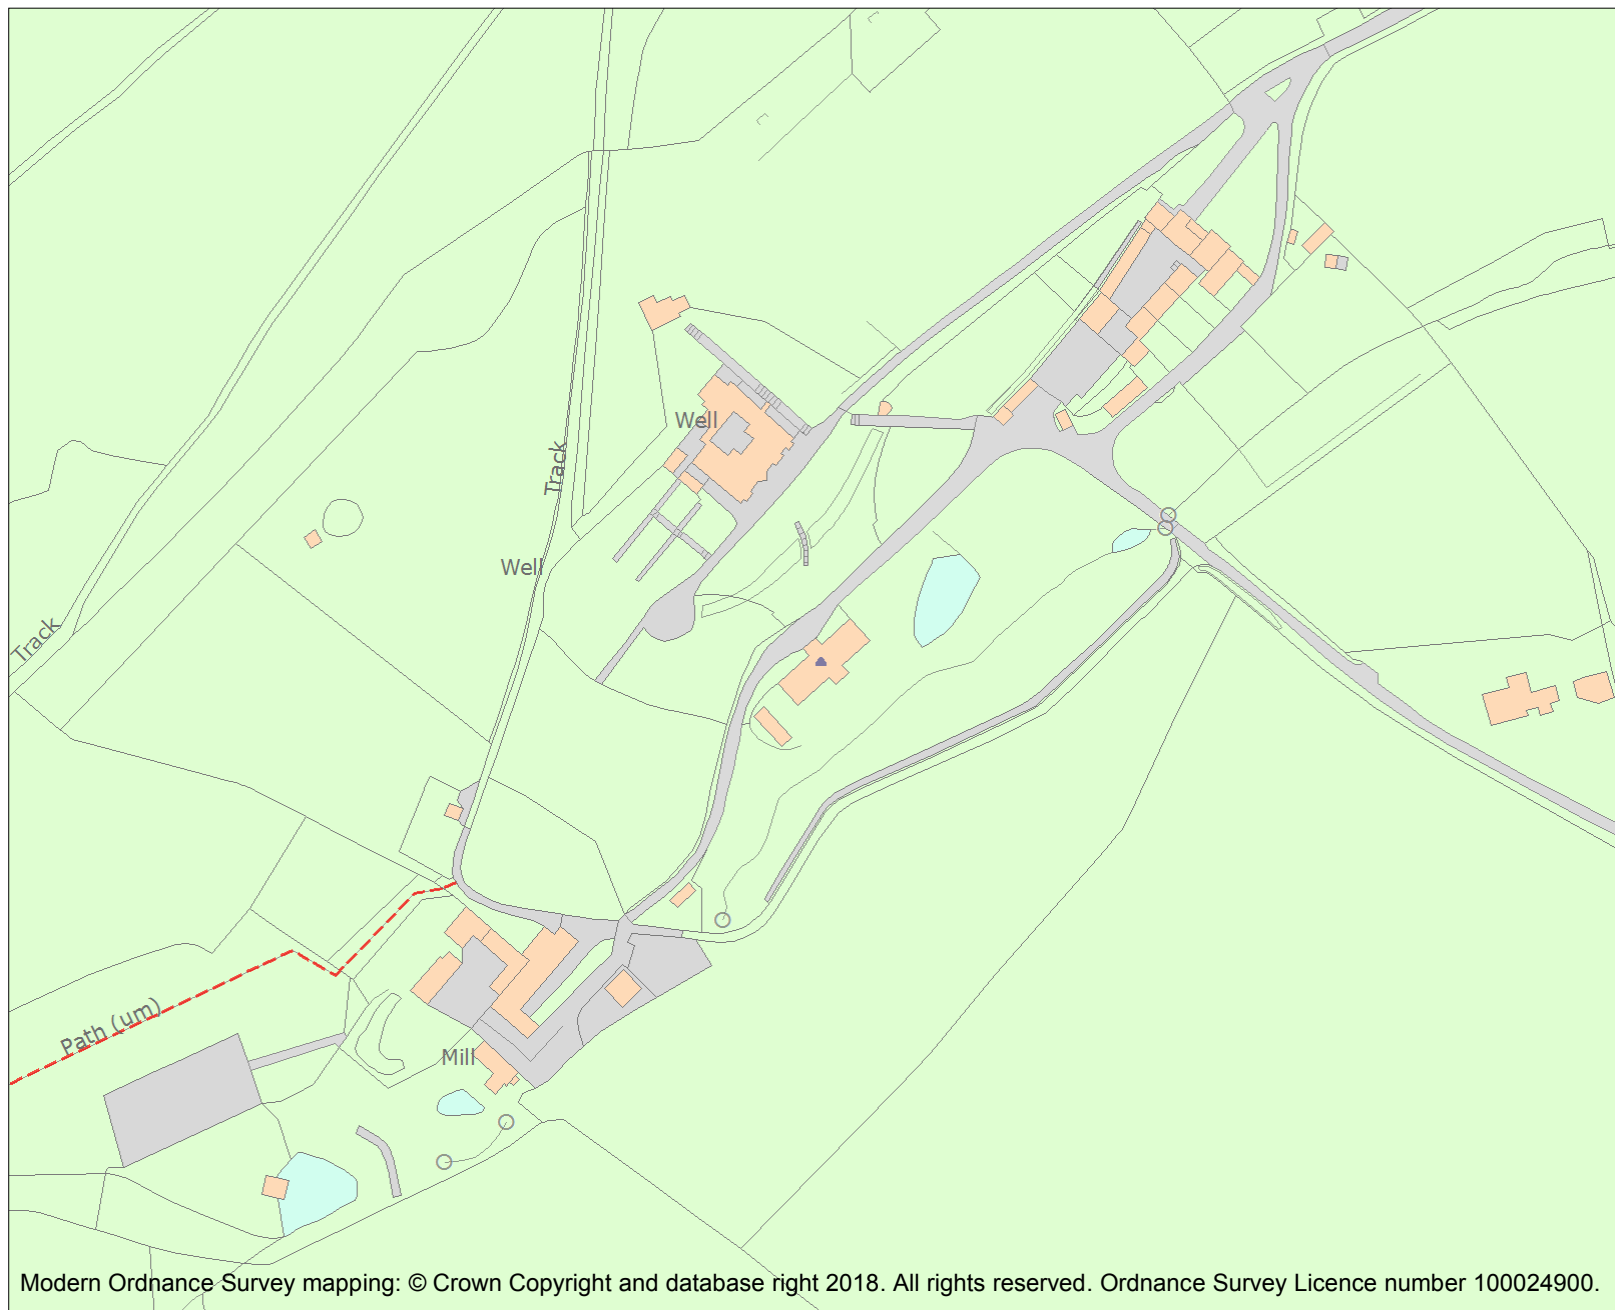 Well
Track
Well
Track
Path (um)
Mill
Modern Ordnance Survey mapping: © Crown Copyright and database right 2018. All rights reserved. Ordnance Survey Licence number 100024900.